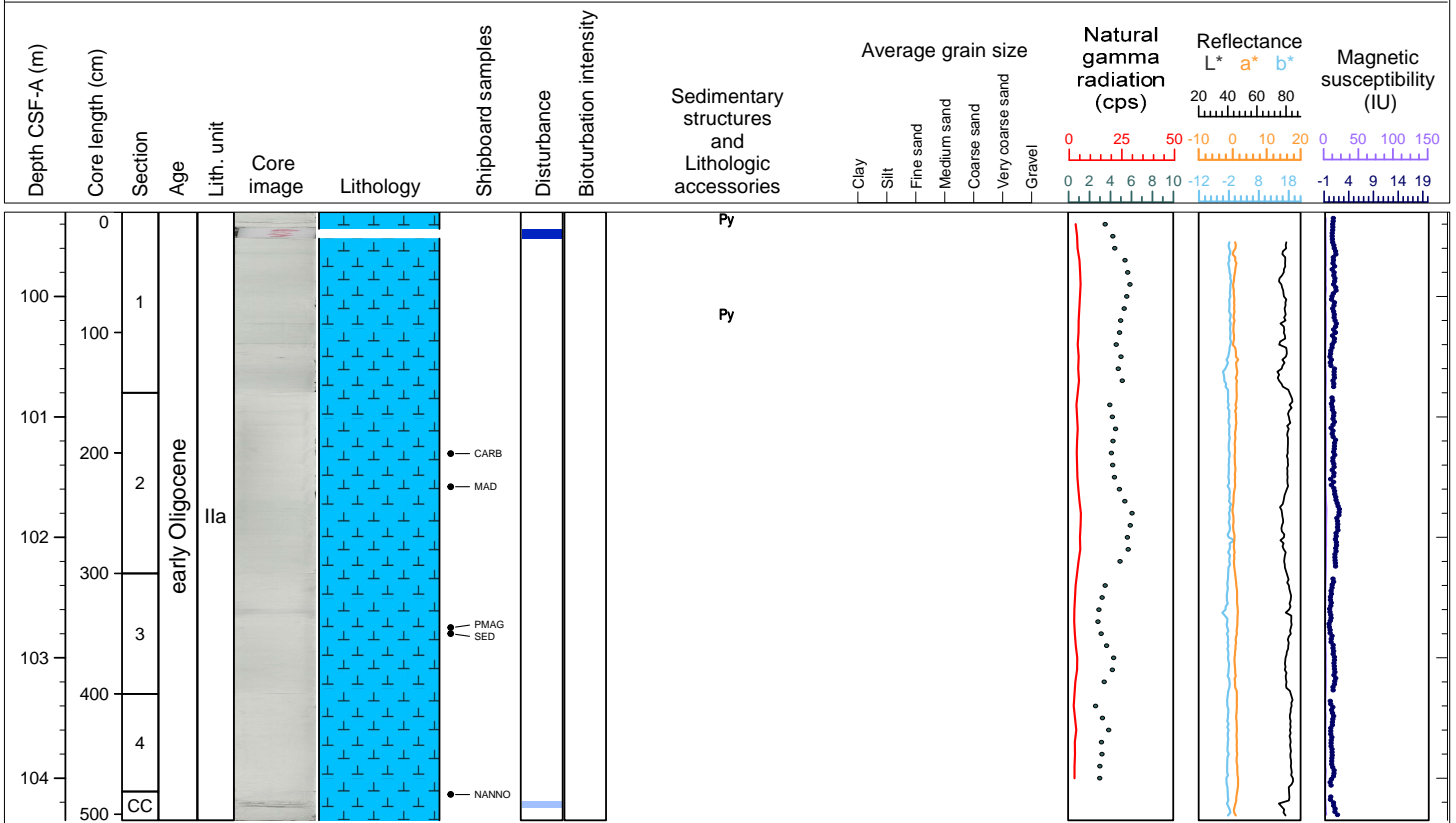 Depth CSF-A (m)
Core length (cm)
Section
Age
Lith. unit
Core
image
Lithology
Shipboard samples
Disturbance
Bioturbation intensity
Sedimentary
structures
and
Lithologic
accessories
Average grain size
Clay
Silt
Fine sand
Medium sand
Coarse sand
Very coarse sand
Gravel
Natural
gamma
radiation
(cps)
0 25 50
0 2 4 6 8 10
Reflectance
L* a* b*
20 40 60 80
-10 0 10 20
-12 -2 8 18
Magnetic
susceptibility
(IU)
0 50 100 150
-1 4 9 14 19
0
Py
100
1
Py
100
101
200
CARB
2
MAD
early Oligocene
IIa
102
300
PMAG
3
SED
103
400
4
104
NANNO
CC
500